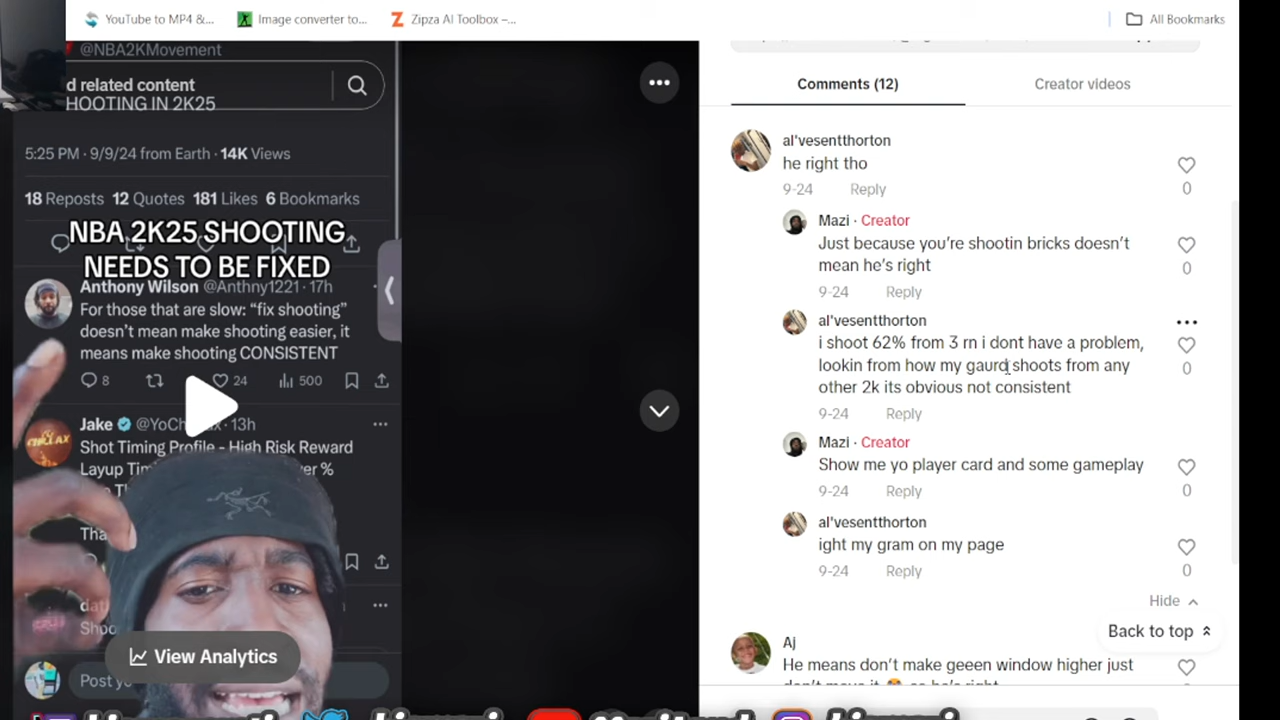 YouTube to MP4 &...
Image converter to...
Zipza AI Toolbox –...
All Bookmarks
@NBA2KMovement
d related content
HOOTING IN 2K25
5:25 PM · 9/9/24 from Earth · 14K Views
18 Reposts 12 Quotes 181 Likes 6 Bookmarks
NBA 2K25 SHOOTING
NEEDS TO BE FIXED
Anthony Wilson @Anthny1221 · 17h
For those that are slow: “fix shooting”
doesn’t mean make shooting easier, it
means make shooting CONSISTENT
8 24 500
Jake 13h
Shot Timing Profile - High Risk Reward
View Analytics
Comments (12)
Creator videos
al'vesentthorton
he right tho
9-24 Reply
0
Mazi · Creator
Just because you’re shootin bricks doesn’t
mean he’s right
0
9-24 Reply
al'vesentthorton
i shoot 62% from 3 rn i dont have a problem,
lookin from how my gaurd shoots from any
0
other 2k its obvious not consistent
9-24 Reply
Mazi · Creator
Show me yo player card and some gameplay
9-24 Reply
0
al'vesentthorton
ight my gram on my page
9-24 Reply
0
Hide
Back to top
Aj
He means don’t make geeen window higher just